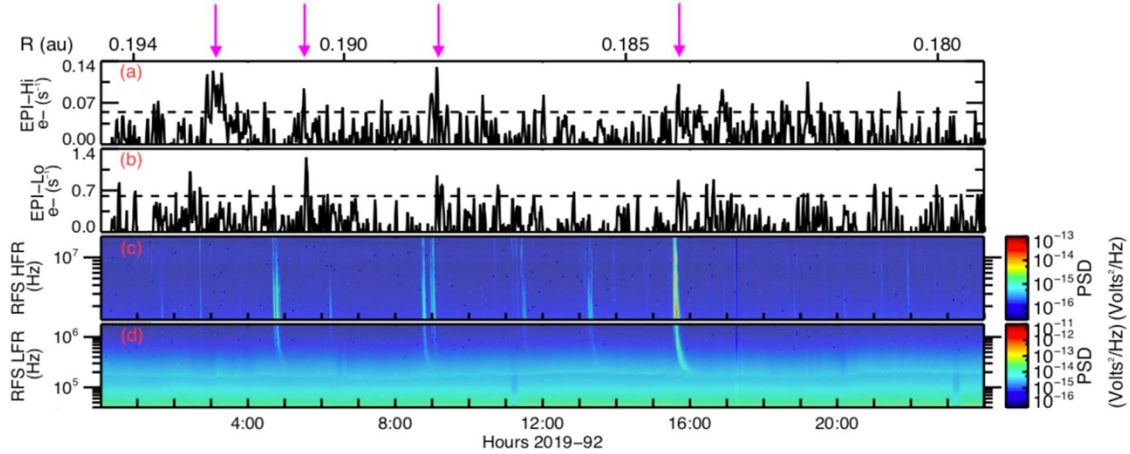 R (au) 0.194 0.190 0.185 0.180
(a)
EPI-Hi
e- (s⁻¹)
0.14
0.07
0.00
(b)
EPI-Lo
e- (s⁻¹)
1.4
0.7
0.0
(c)
RFS HFR
(Hz)
10⁷
10⁻¹³
10⁻¹⁴
10⁻¹⁵
10⁻¹⁶
PSD
(Volts²/Hz)
(d)
RFS LFR
(Hz)
10⁶
10⁵
10⁻¹¹
10⁻¹²
10⁻¹³
10⁻¹⁴
10⁻¹⁵
10⁻¹⁶
PSD
(Volts²/Hz)
4:00 8:00 12:00 16:00 20:00
Hours 2019-92